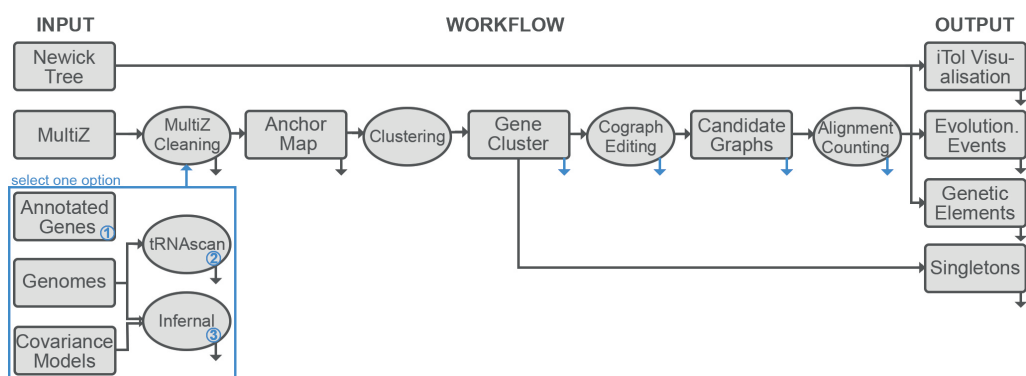 INPUT
WORKFLOW
OUTPUT
Newick
Tree
iTol Visu-
alisation
MultiZ
MultiZ
Cleaning
Anchor
Map
Clustering
Gene
Cluster
Cograph
Editing
Candidate
Graphs
Alignment
Counting
Evolution.
Events
select one option
Annotated
Genes
1
tRNAscan
2
Genetic
Elements
Genomes
Singletons
Infernal
3
Covariance
Models